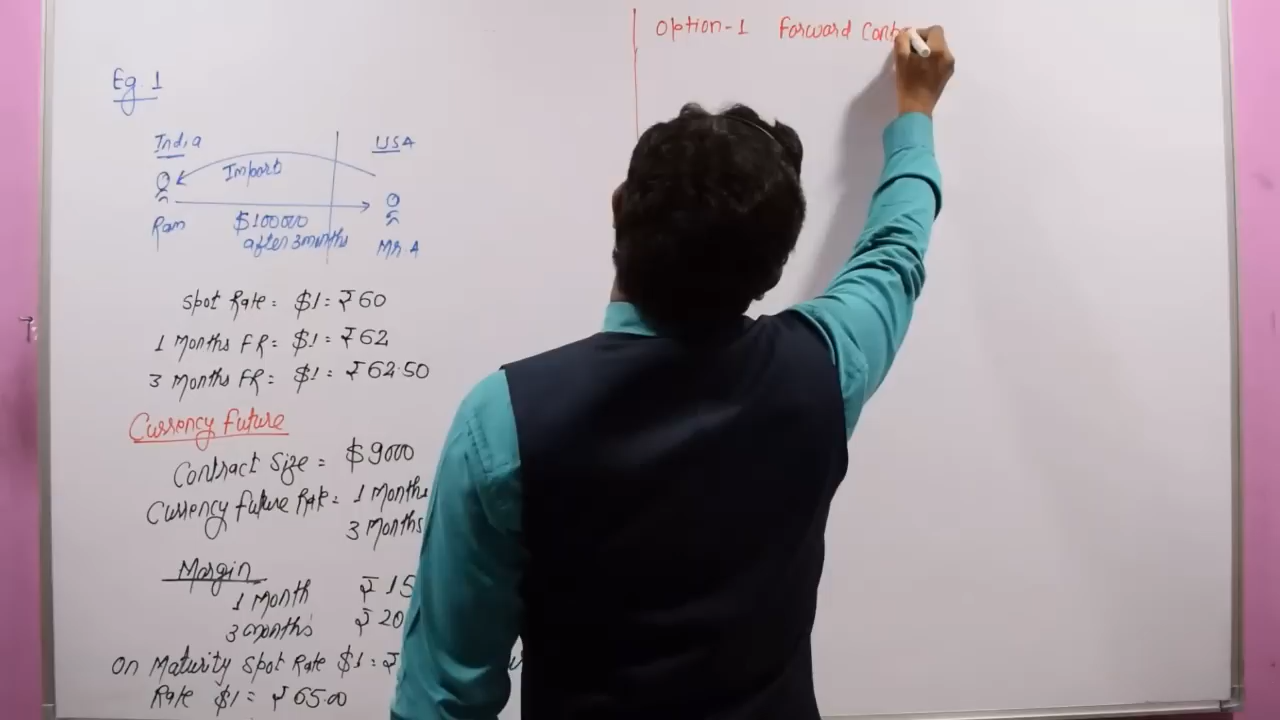 Eg. 1
India
USA
Import
Ram
$100000
after 3 months
Mr. A
Spot Rate = $1 = ₹60
1 Months FR = $1 = ₹62
3 Months FR = $1 = ₹62.50
Currency Future
Contract Size = $9000
Currency Future Rate = 1 Months
3 Months
Margin
1 Month ₹15
3 months ₹20
On Maturity Spot Rate $1 = ₹
Rate $1 = ₹65.00
Option-1 Forward